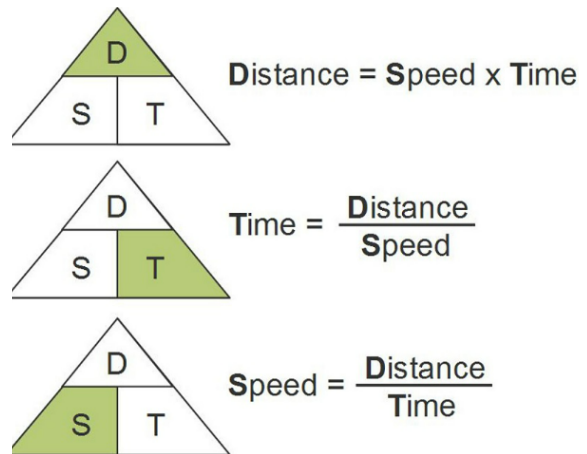 D
S T
Distance = Speed x Time
D
S T
Time = Distance
Speed
D
S T
Speed = Distance
Time